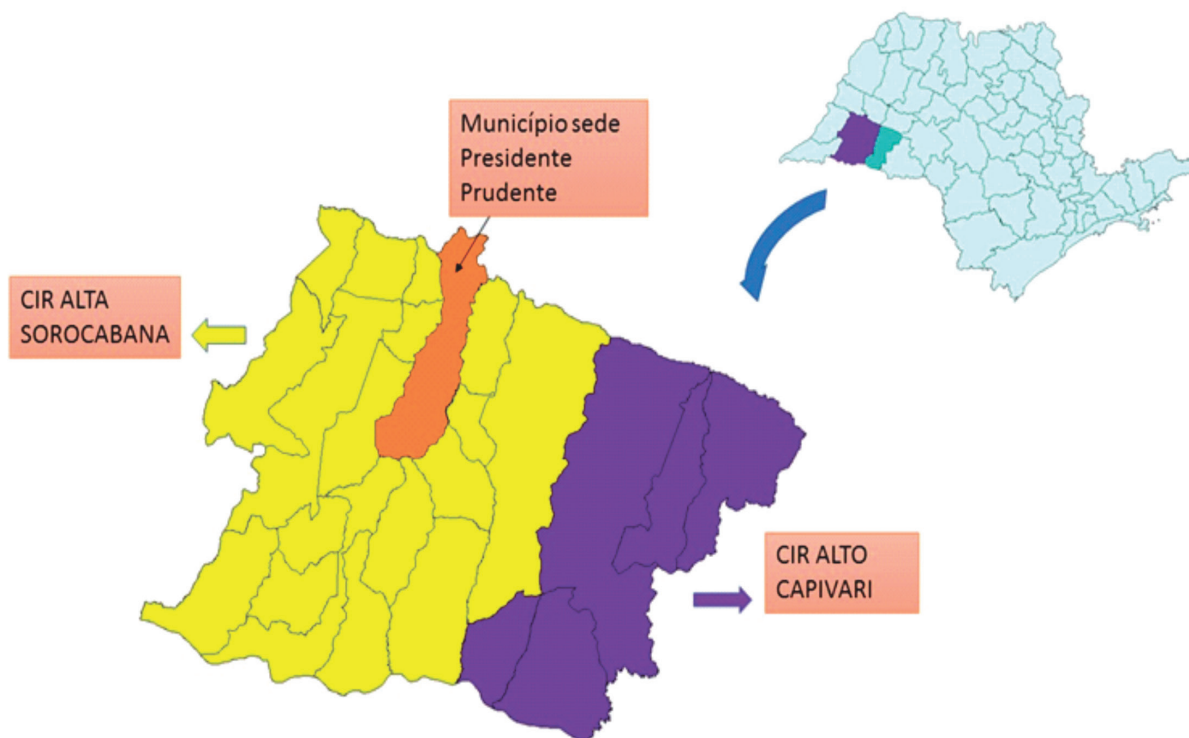 Município sede
Presidente
Prudente
CIR ALTA
SOROCABANA
CIR ALTO
CAPIVARI